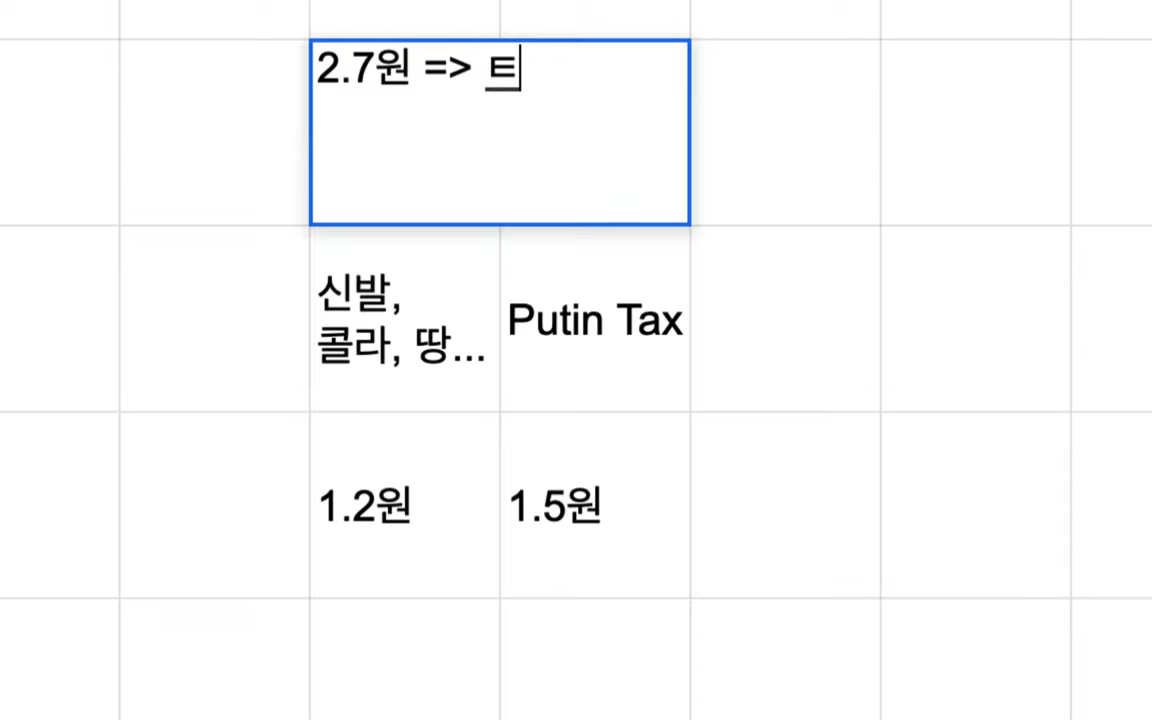 2.7원 => ㅌ
신발,
콜라, 땅...
Putin Tax
1.2원
1.5원